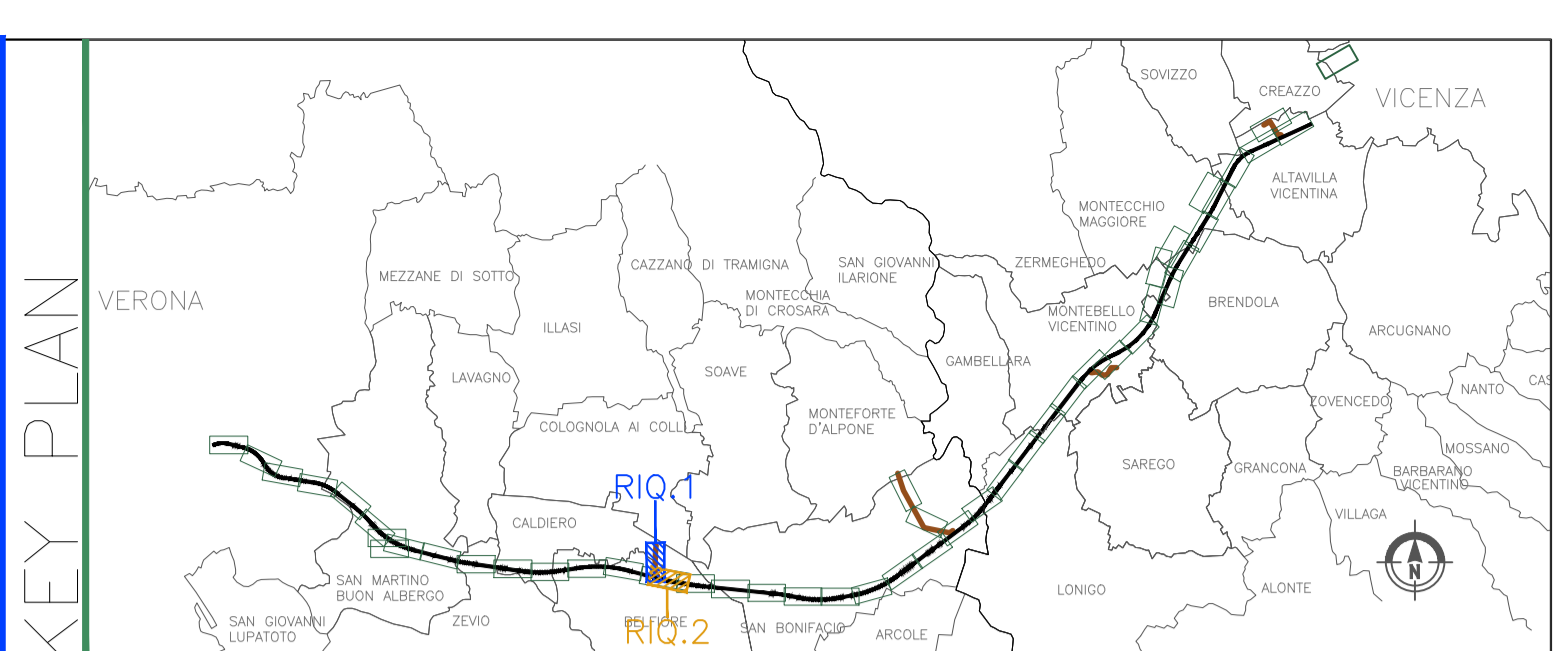 KEY PLAN
SOVIZZO
CREAZZO
VICENZA
ALTAVILLA
VICENTINA
MONTECCHIO
MAGGIORE
MEZZANE DI SOTTO
CAZZANO DI TRAMIGNA
SAN GIOVANNI
ILARIONE
ZERMEGHEDO
VERONA
MONTECCHIA
DI CROSARA
BRENDOLA
ILLASI
MONTEBELLO
VICENTINO
ARCUGNANO
GAMBELLARA
LAVAGNO
SOAVE
NANTO
CAS
ZOVENCEDO
MONTEFORTE
D'ALPONE
COLOGNOLA AI COLLI
MOSSANO
SAREGO
GRANCONA
BARBARANO
VICENTINO
RIQ.1
CALDIERO
VILLAGA
N
SAN MARTINO
BUON ALBERGO
LONIGO
ALONTE
SAN GIOVANNI
LUPATOTO
ZEVIO
BELFIORE
RIQ.2
SAN BONIFACIO
ARCOLE